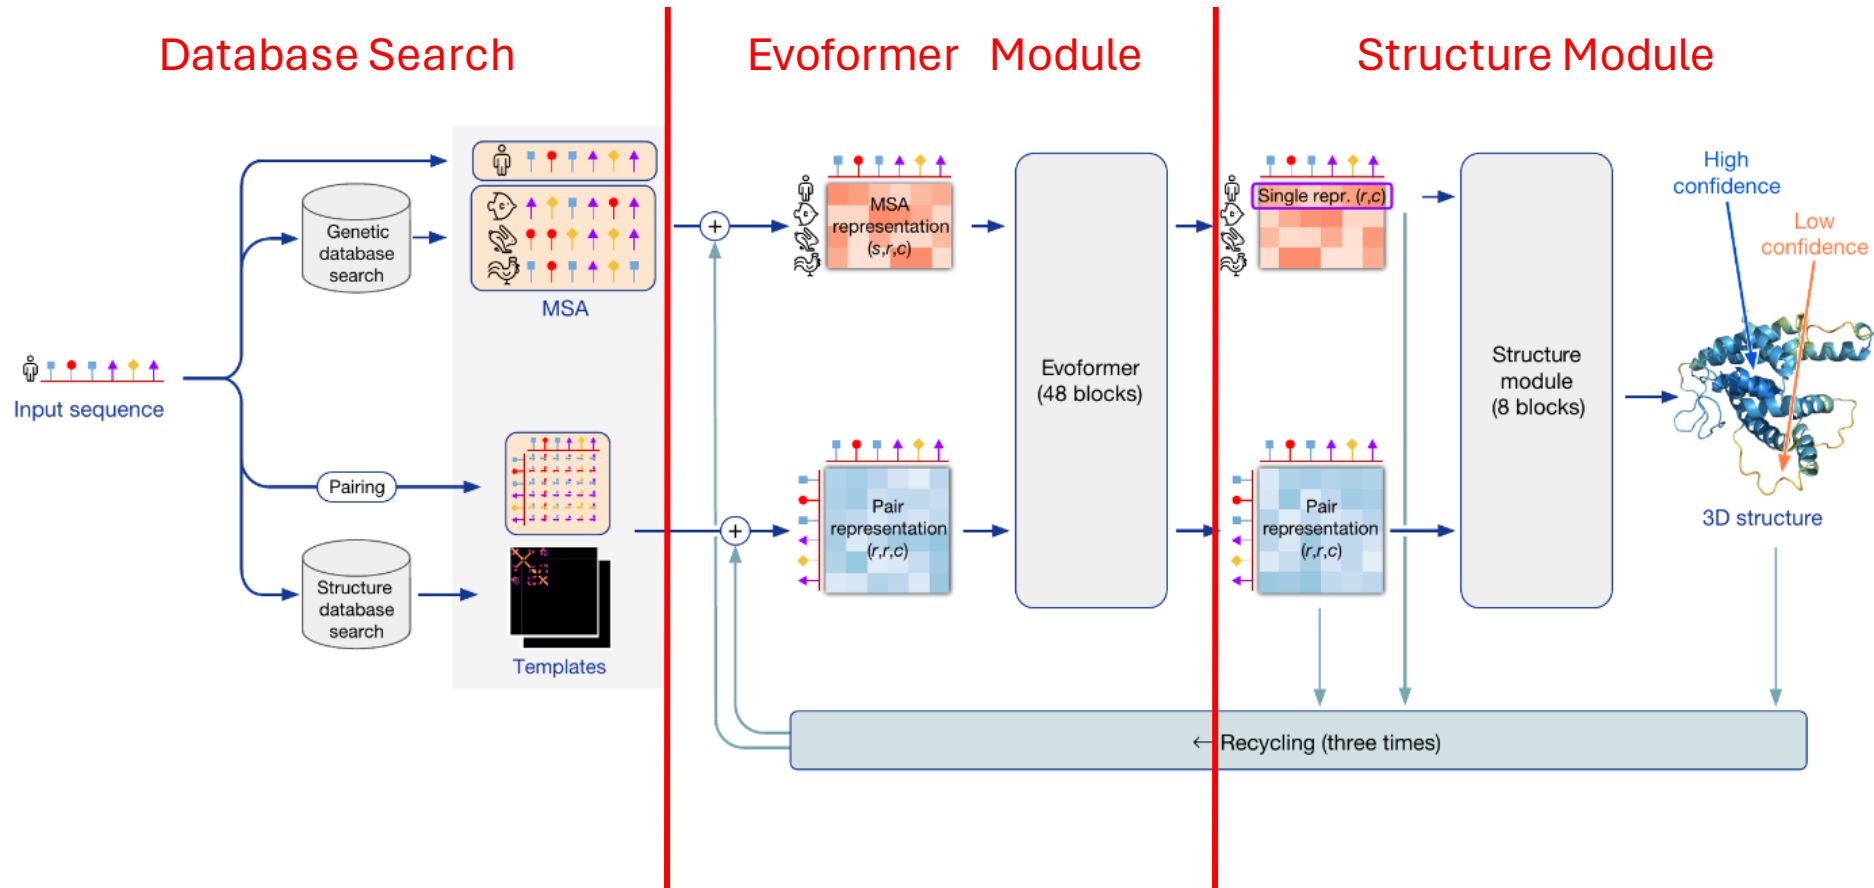 Database Search
Evoformer Module
Structure Module
Genetic
database
search
MSA
Input sequence
Pairing
Structure
database
search
Templates
+
+
MSA
representation
(s,r,c)
Pair
representation
(r,r,c)
Evoformer
(48 blocks)
Single repr. (r,c)
Pair
representation
(r,r,c)
Structure
module
(8 blocks)
High
confidence
Low
confidence
3D structure
← Recycling (three times)